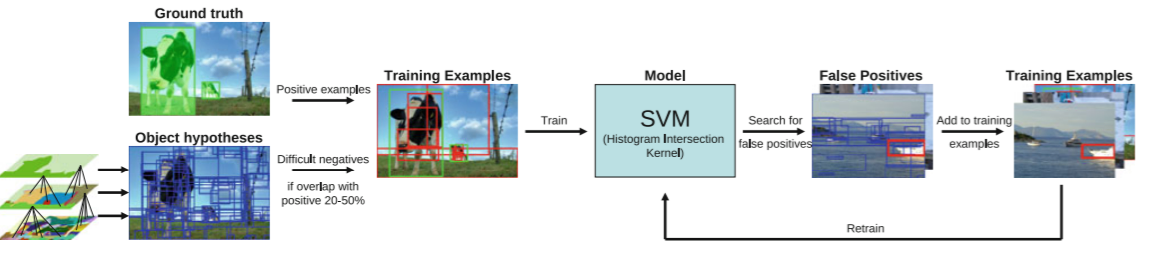 Ground truth
Positive examples
Object hypotheses
Difficult negatives
if overlap with
positive 20-50%
Training Examples
Train
Model
SVM
(Histogram Intersection
Kernel)
Search for
false positives
False Positives
Add to training
examples
Training Examples
Retrain